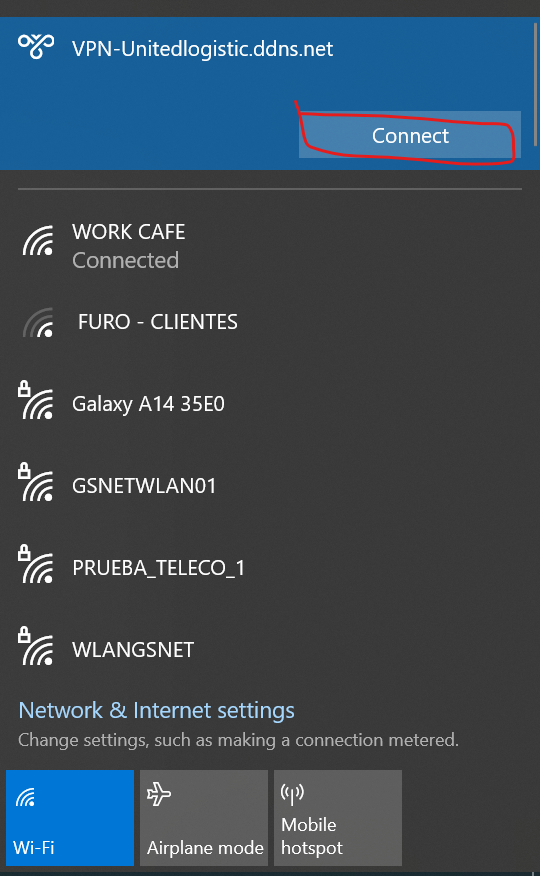 VPN-Unitedlogistic.ddns.net
Connect
WORK CAFE
Connected
FURO - CLIENTES
Galaxy A14 35E0
GSNETWLAN01
PRUEBA_TELECO_1
WLANGSNET
Network & Internet settings
Change settings, such as making a connection metered.
Wi-Fi
Airplane mode
Mobile
hotspot